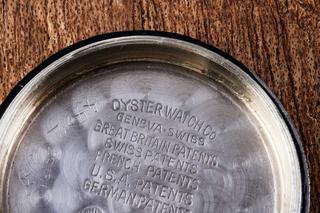 OYSTER WATCH Co
GENEVA-SWISS
GREAT BRITAIN PATENTS
SWISS PATENTS
FRENCH PATENTS
U.S.A. PATENTS
GERMAN PATENTS